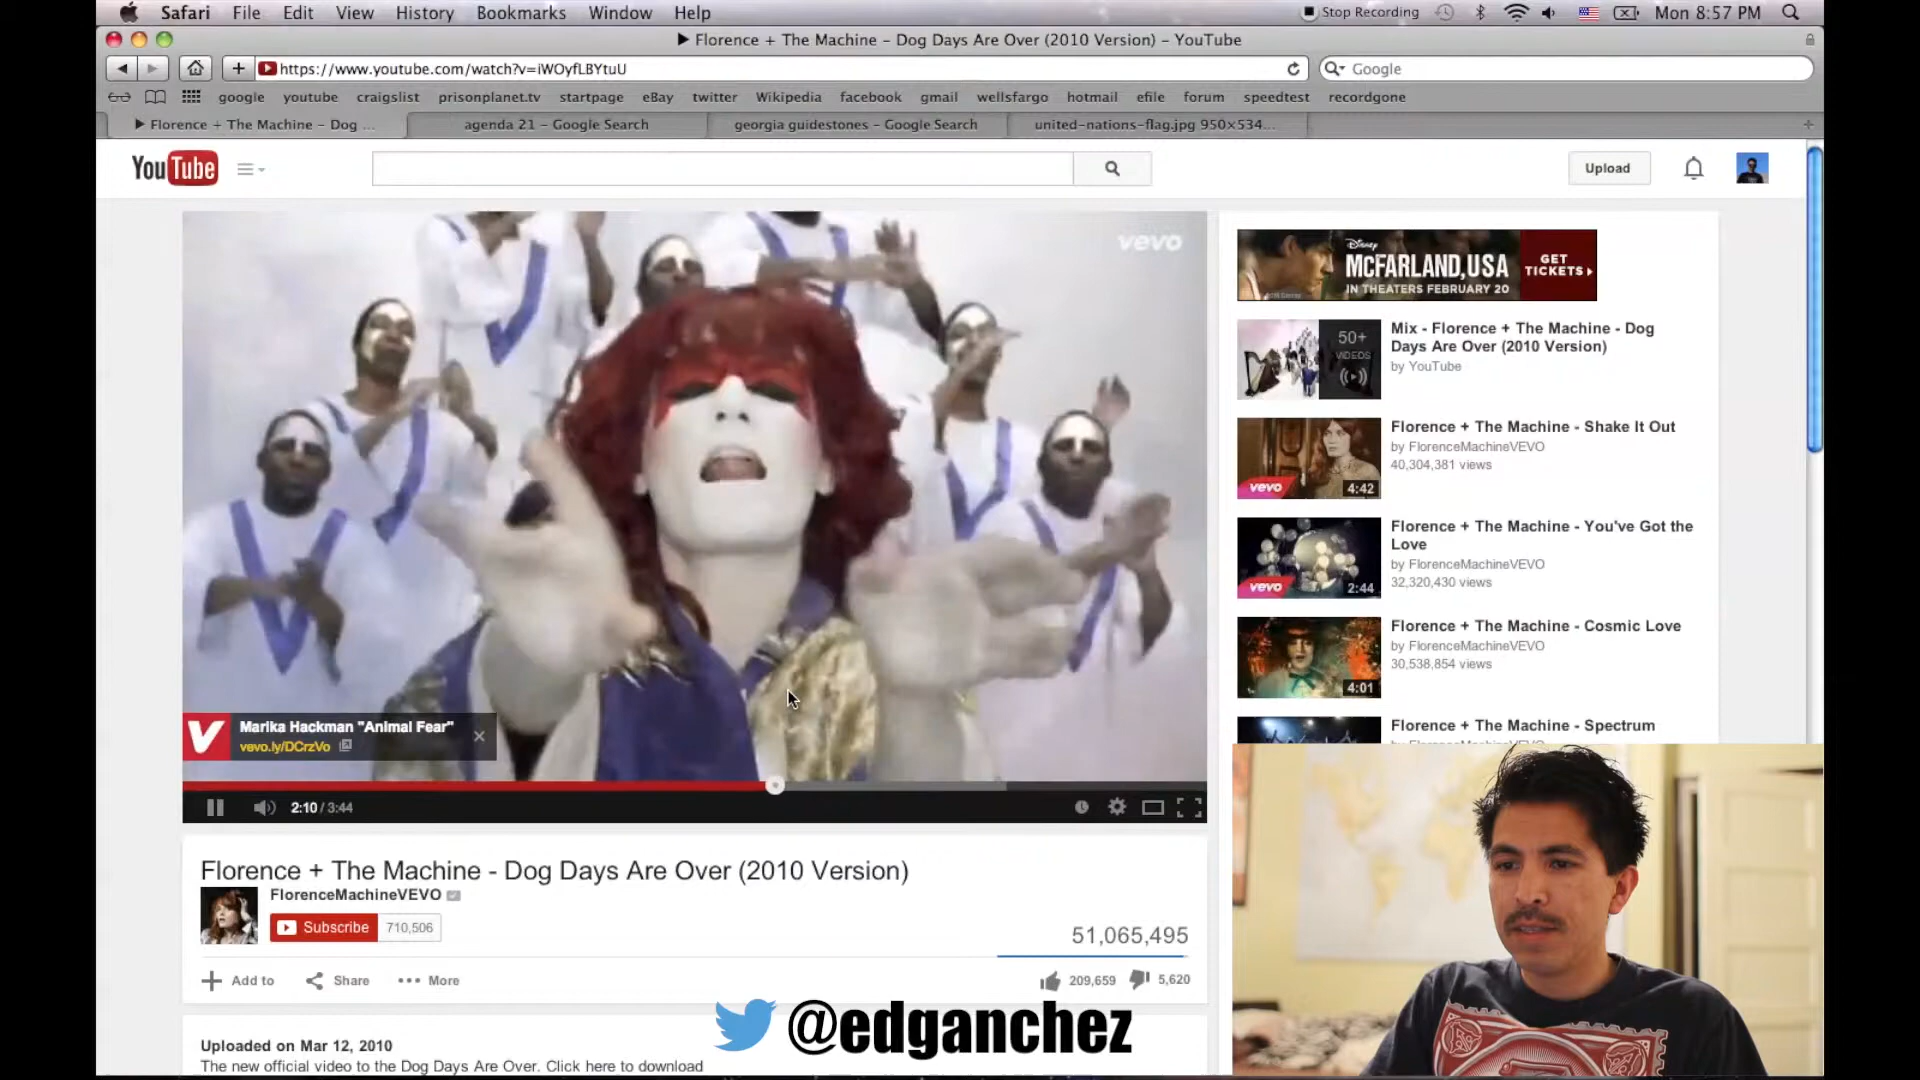 Safari File Edit View History Bookmarks Window Help
Stop Recording Mon 8:57 PM
Florence + The Machine - Dog Days Are Over (2010 Version) - YouTube
https://www.youtube.com/watch?v=iWOyfLBYtuU
Google
google youtube craigslist prisonplanet.tv startpage eBay twitter Wikipedia facebook gmail wellsfargo hotmail efile forum speedtest recordgone
Florence + The Machine - Dog ...
agenda 21 - Google Search
georgia guidestones - Google Search
united-nations-flag.jpg 950×534...
YouTube
Upload
vevo
Marika Hackman "Animal Fear"
vevo.ly/DCrzVo
2:10 / 3:44
Florence + The Machine - Dog Days Are Over (2010 Version)
FlorenceMachineVEVO
Subscribe 710,506
51,065,495
Add to Share More
209,659 5,620
Uploaded on Mar 12, 2010
The new official video to the Dog Days Are Over. Click here to download
Disney
McFARLAND, USA
IN THEATERS FEBRUARY 20
GET
TICKETS
50+
VIDEOS
Mix - Florence + The Machine - Dog
Days Are Over (2010 Version)
by YouTube
vevo
4:42
Florence + The Machine - Shake It Out
by FlorenceMachineVEVO
40,304,381 views
vevo
2:44
Florence + The Machine - You've Got the
Love
by FlorenceMachineVEVO
32,320,430 views
4:01
Florence + The Machine - Cosmic Love
by FlorenceMachineVEVO
30,538,854 views
Florence + The Machine - Spectrum
@edganchez